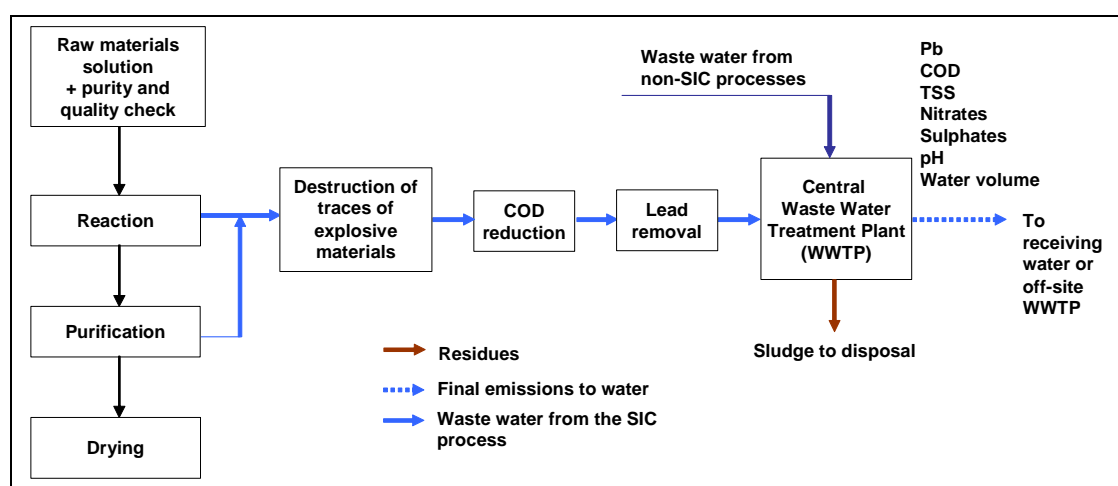 Raw materials
solution
+ purity and
quality check
Reaction
Purification
Drying
Destruction of
traces of
explosive
materials
COD
reduction
Lead
removal
Waste water from
non-SIC processes
Central
Waste Water
Treatment Plant
(WWTP)
Pb
COD
TSS
Nitrates
Sulphates
pH
Water volume
To
receiving
water or
off-site
WWTP
Sludge to disposal
Residues
Final emissions to water
Waste water from the SIC
process